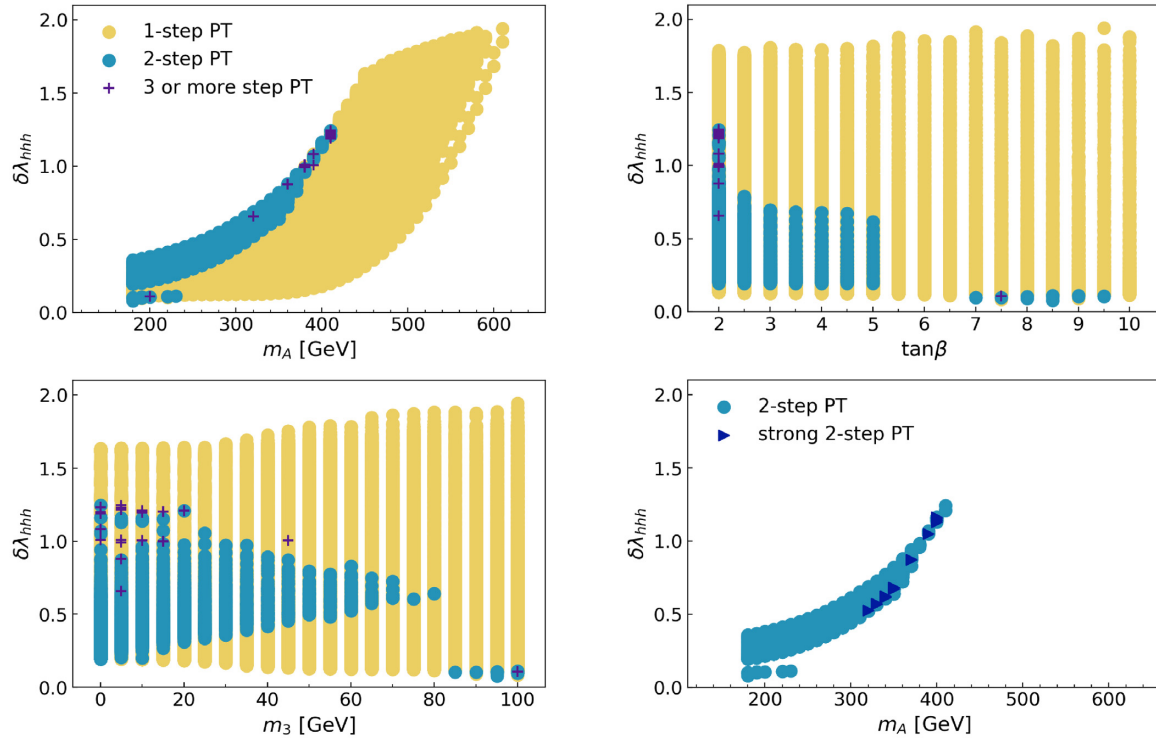 1-step PT
2-step PT
3 or more step PT
2.0
1.5
1.0
0.5
0.0
δλhhh
200 300 400 500 600
mA [GeV]
2.0
1.5
1.0
0.5
0.0
δλhhh
2 3 4 5 6 7 8 9 10
tanβ
2.0
1.5
1.0
0.5
0.0
δλhhh
0 20 40 60 80 100
m3 [GeV]
2-step PT
strong 2-step PT
2.0
1.5
1.0
0.5
0.0
δλhhh
200 300 400 500 600
mA [GeV]